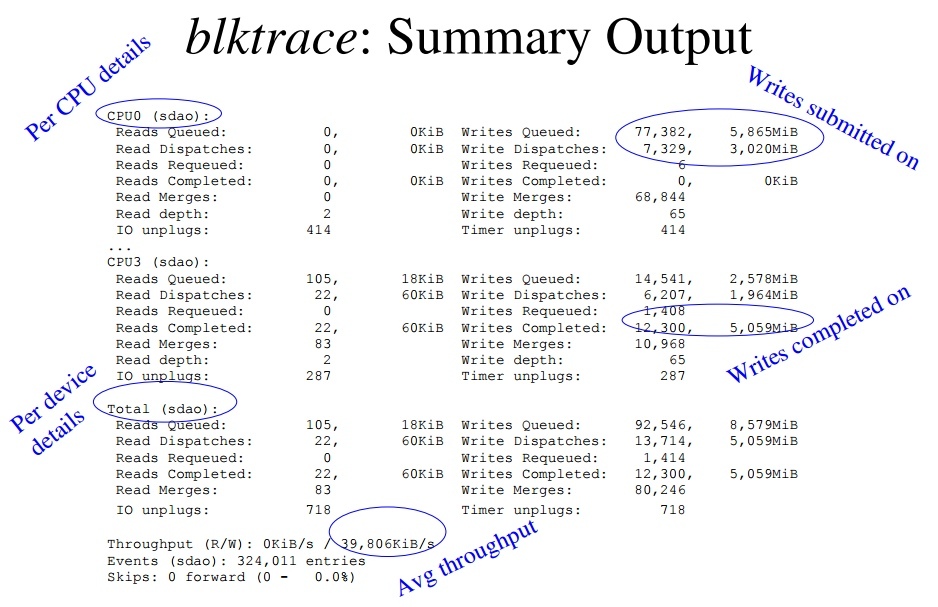 blktrace: Summary Output
Per CPU details
Writes submitted on
CPU0 (sdao):
Reads Queued: 0, 0KiB Writes Queued: 77,382, 5,865MiB
Read Dispatches: 0, 0KiB Write Dispatches: 7,329, 3,020MiB
Reads Requeued: 0 Writes Requeued: 6
Reads Completed: 0, 0KiB Writes Completed: 0, 0KiB
Read Merges: 0 Write Merges: 68,844
Read depth: 2 Write depth: 65
IO unplugs: 414 Timer unplugs: 414
...
CPU3 (sdao):
Reads Queued: 105, 18KiB Writes Queued: 14,541, 2,578MiB
Read Dispatches: 22, 60KiB Write Dispatches: 6,207, 1,964MiB
Reads Requeued: 0 Writes Requeued: 1,408
Reads Completed: 22, 60KiB Writes Completed: 12,300, 5,059MiB
Read Merges: 83 Write Merges: 10,968
Read depth: 2 Write depth: 65
IO unplugs: 287 Timer unplugs: 287
Writes completed on
Per device
details
Total (sdao):
Reads Queued: 105, 18KiB Writes Queued: 92,546, 8,579MiB
Read Dispatches: 22, 60KiB Write Dispatches: 13,714, 5,059MiB
Reads Requeued: 0 Writes Requeued: 1,414
Reads Completed: 22, 60KiB Writes Completed: 12,300, 5,059MiB
Read Merges: 83 Write Merges: 80,246
IO unplugs: 718 Timer unplugs: 718
Throughput (R/W): 0KiB/s / 39,806KiB/s
Events (sdao): 324,011 entries
Skips: 0 forward (0 - 0.0%)
Avg throughput